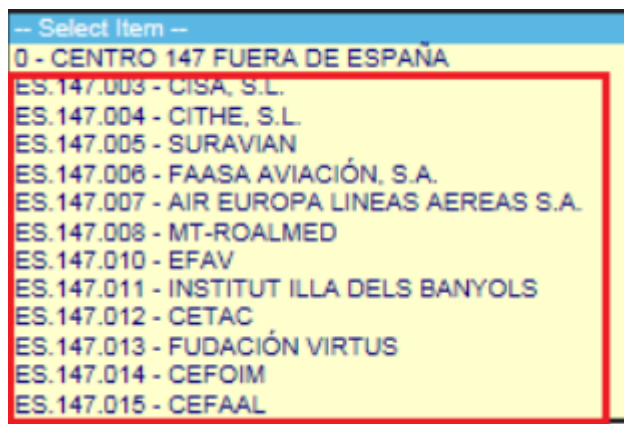 -- Select Item --
0 - CENTRO 147 FUERA DE ESPAÑA
ES.147.003 - CISA, S.L.
ES.147.004 - CITHE, S.L.
ES.147.005 - SURAVIAN
ES.147.006 - FAASA AVIACIÓN, S.A.
ES.147.007 - AIR EUROPA LINEAS AEREAS S.A.
ES.147.008 - MT-ROALMED
ES.147.010 - EFAV
ES.147.011 - INSTITUT ILLA DELS BANYOLS
ES.147.012 - CETAC
ES.147.013 - FUDACIÓN VIRTUS
ES.147.014 - CEFOIM
ES.147.015 - CEFAAL